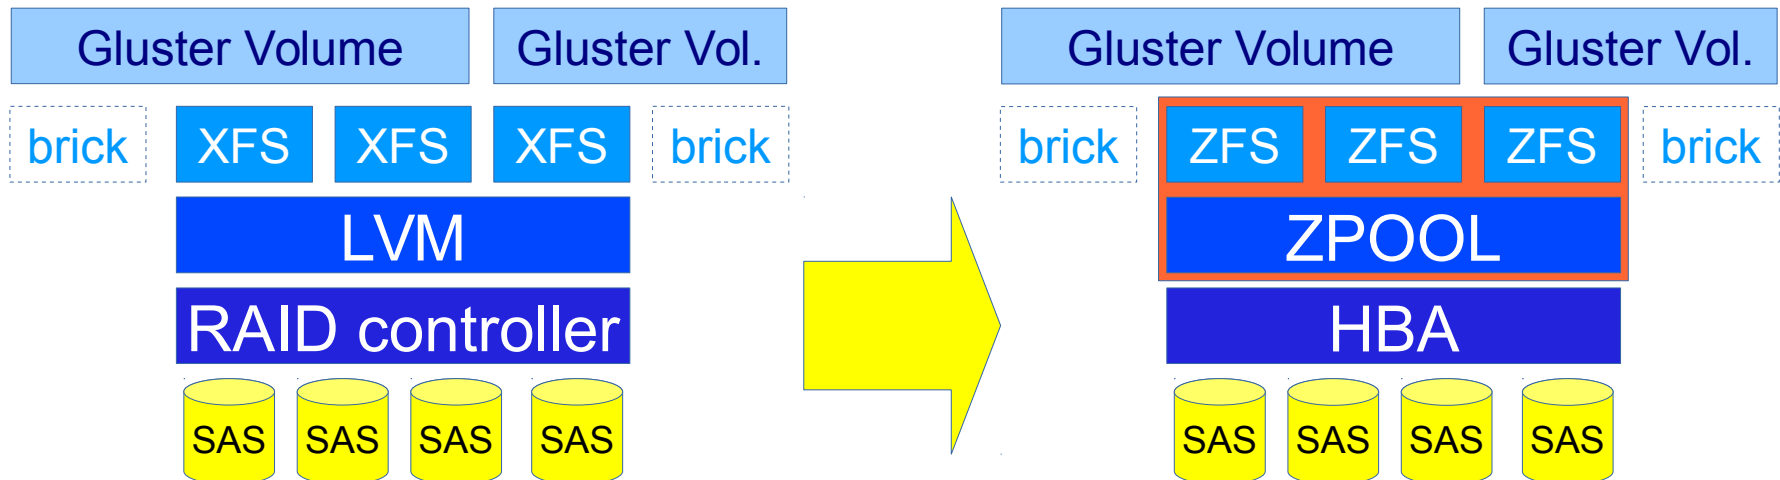 Gluster Volume
Gluster Vol.
brick
XFS
XFS
XFS
brick
LVM
RAID controller
SAS
SAS
SAS
SAS
Gluster Volume
Gluster Vol.
brick
ZFS
ZFS
ZFS
brick
ZPOOL
HBA
SAS
SAS
SAS
SAS